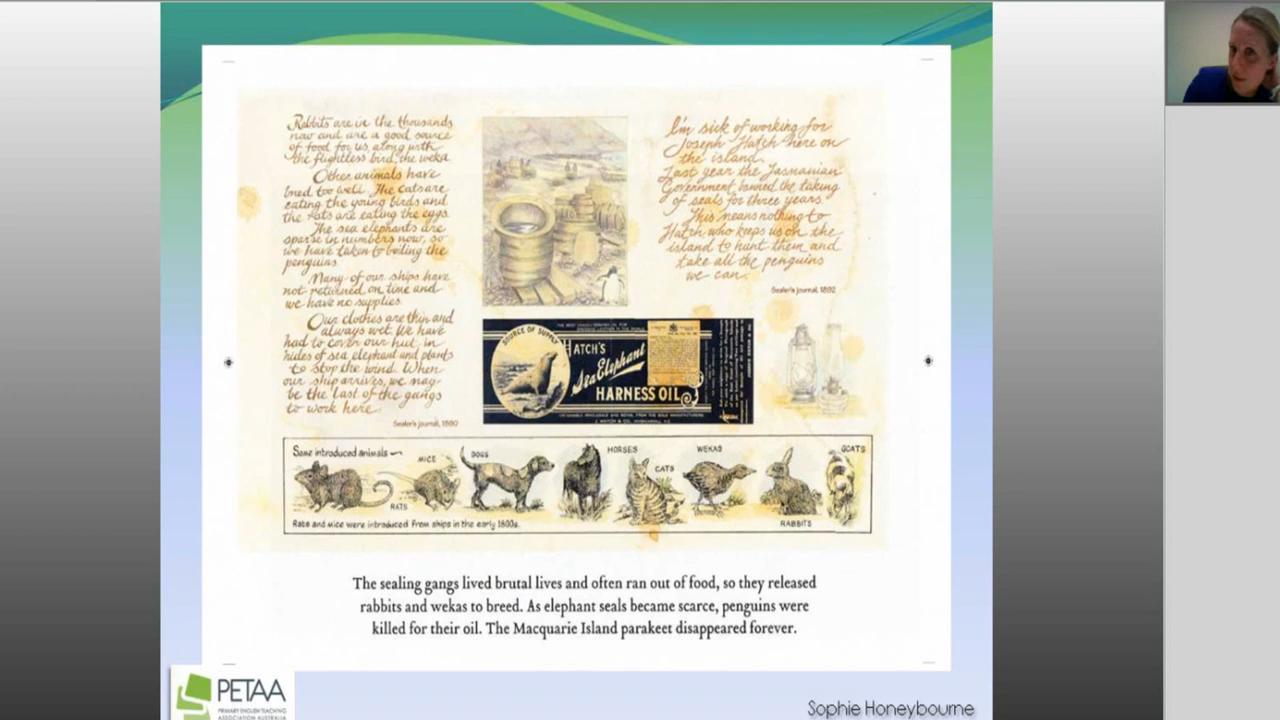 Rabbits are in the thousands
now and are a good source
of food for us, along with
the flightless bird, the weka.
Other animals have
bred too well. The cats are
eating the young birds and
the rats are eating the eggs.
The sea elephants are
sparse in numbers now, so
we have taken to boiling the
penguins.
Many of our ships have
not returned on time and
we have no supplies.
Our clothes are thin and
always wet. We have
had to cover our hut in
hides of sea elephant and plants
to stop the wind. When
our ship arrives, we may
be the last of the gangs
to work here.
Sealer's journal, 1890
I'm sick of working for
Joseph Hatch here on
the island.
Last year the Tasmanian
Government banned the taking
of seals for three years.
This means nothing to
Hatch who keeps us on the
island to hunt them and
take all the penguins
we can.
Sealer's journal, 1892
SOURCE OF SUPPLY
HATCH'S
Sea Elephant
HARNESS OIL
Some introduced animals
RATS
MICE
DOGS
HORSES
CATS
WEKAS
RABBITS
GOATS
Rats and mice were introduced from ships in the early 1800s.
The sealing gangs lived brutal lives and often ran out of food, so they released
rabbits and wekas to breed. As elephant seals became scarce, penguins were
killed for their oil. The Macquarie Island parakeet disappeared forever.
PETAA
PRIMARY ENGLISH TEACHING
ASSOCIATION AUSTRALIA
Sophie Honeybourne